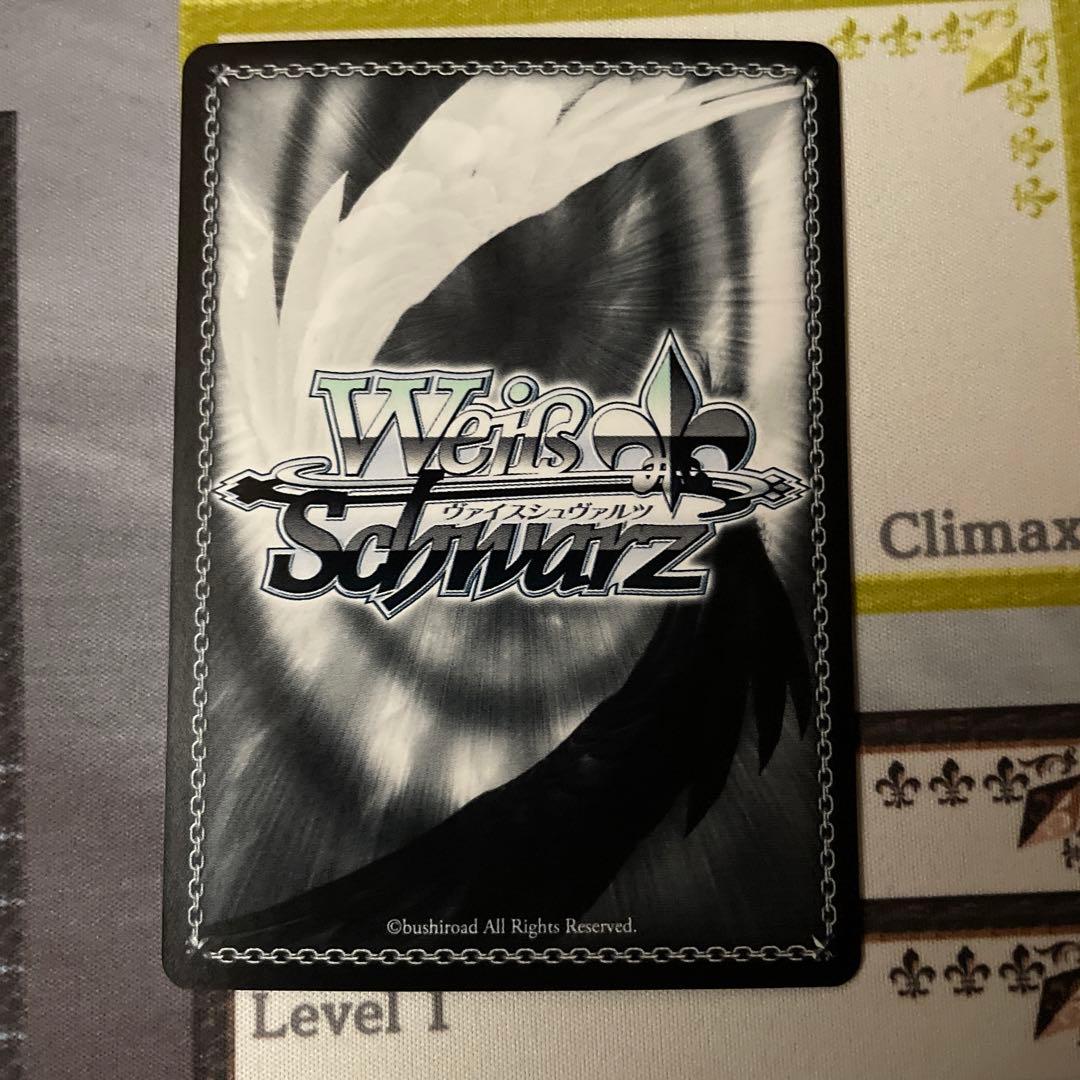 Weiß
ヴァイスシュヴァルツ
Schwarz
Climax
©bushiroad All Rights Reserved.
Level 1